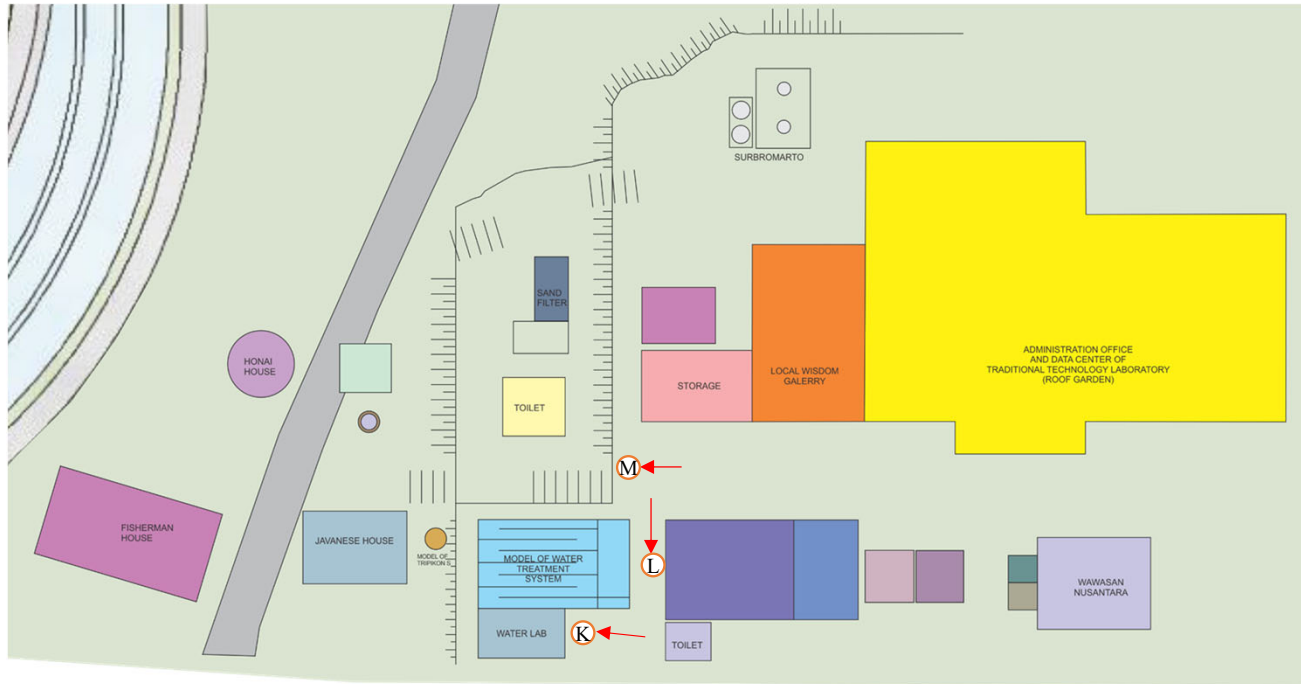 SURBROMARTO
SAND
FILTER
HONAI
HOUSE
STORAGE
LOCAL WISDOM
GALERRY
ADMINISTRATION OFFICE
AND DATA CENTER OF
TRADITIONAL TECHNOLOGY LABORATORY
(ROOF GARDEN)
TOILET
M
FISHERMAN
HOUSE
JAVANESE HOUSE
MODEL OF
TRIPIKON S
MODEL OF WATER
TREATMENT
SYSTEM
L
WAWASAN
NUSANTARA
WATER LAB
K
TOILET